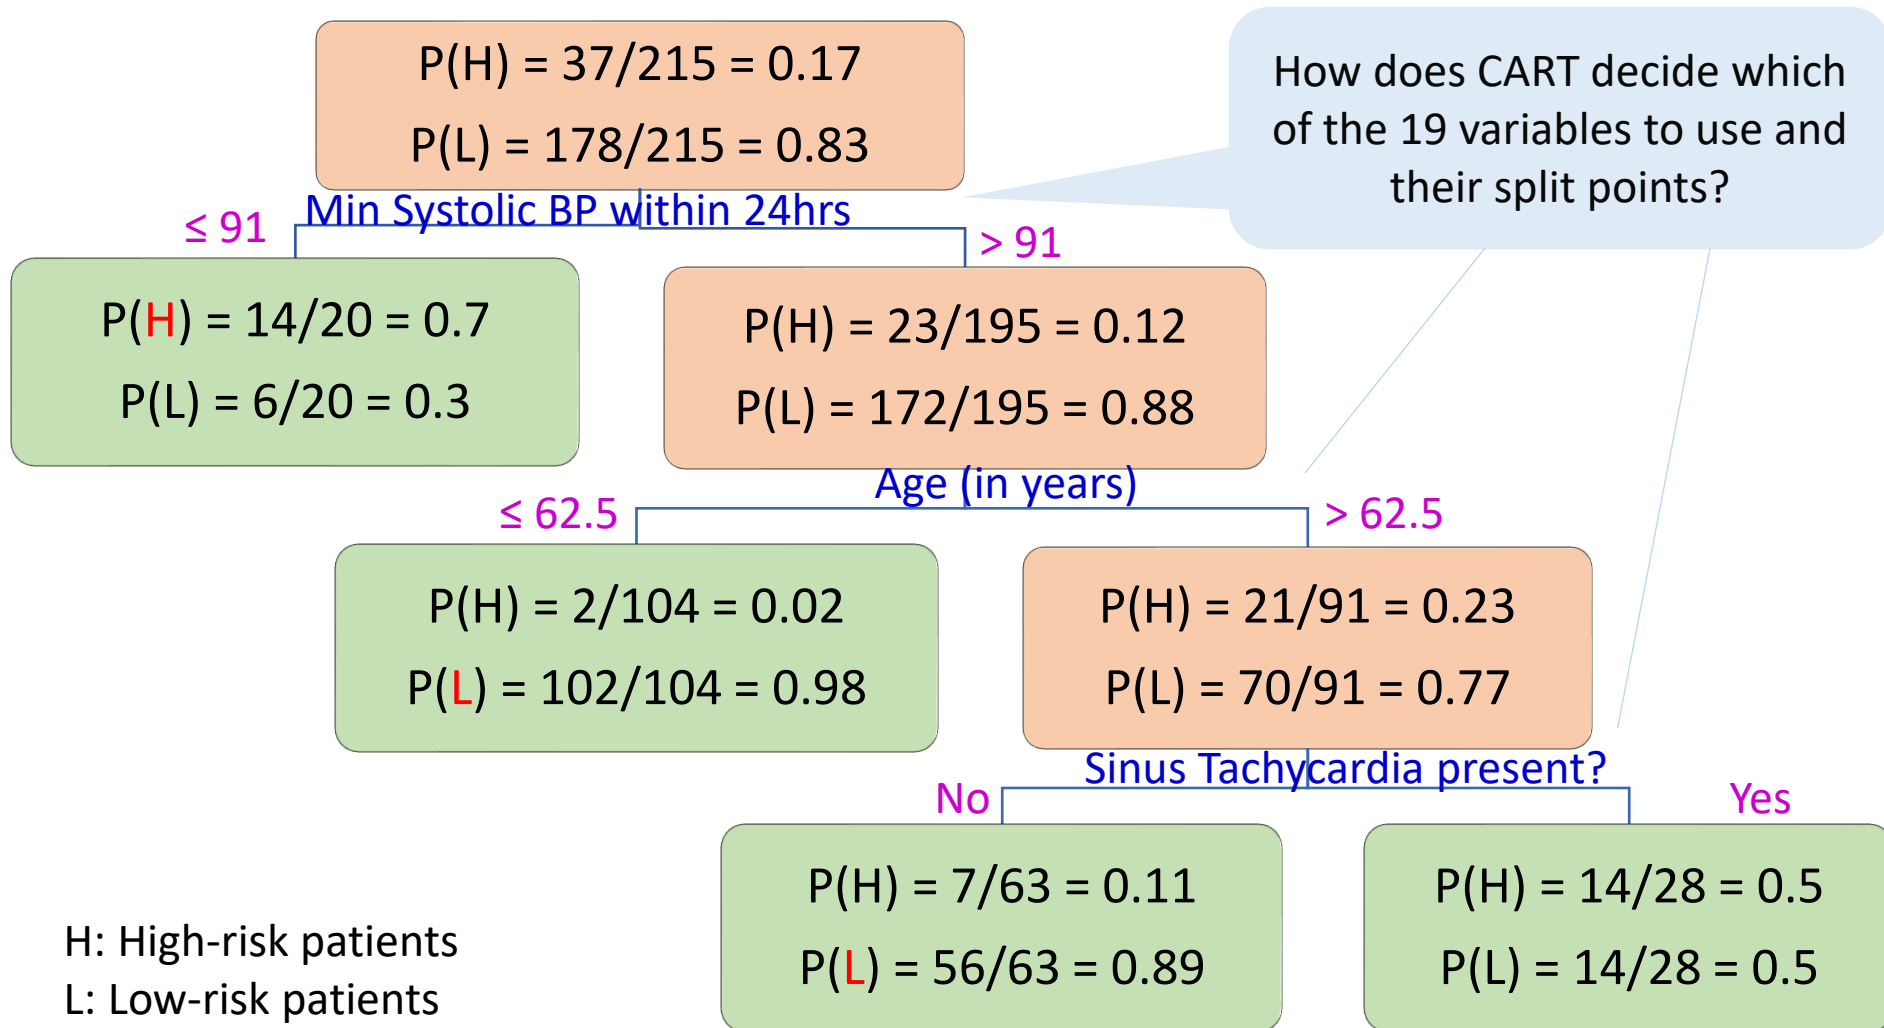 P(H) = 37/215 = 0.17
P(L) = 178/215 = 0.83
How does CART decide which
of the 19 variables to use and
their split points?
Min Systolic BP within 24hrs
≤ 91
> 91
P(H) = 14/20 = 0.7
P(L) = 6/20 = 0.3
P(H) = 23/195 = 0.12
P(L) = 172/195 = 0.88
Age (in years)
≤ 62.5
> 62.5
P(H) = 2/104 = 0.02
P(L) = 102/104 = 0.98
P(H) = 21/91 = 0.23
P(L) = 70/91 = 0.77
Sinus Tachycardia present?
No
Yes
P(H) = 7/63 = 0.11
P(L) = 56/63 = 0.89
P(H) = 14/28 = 0.5
P(L) = 14/28 = 0.5
H: High-risk patients
L: Low-risk patients